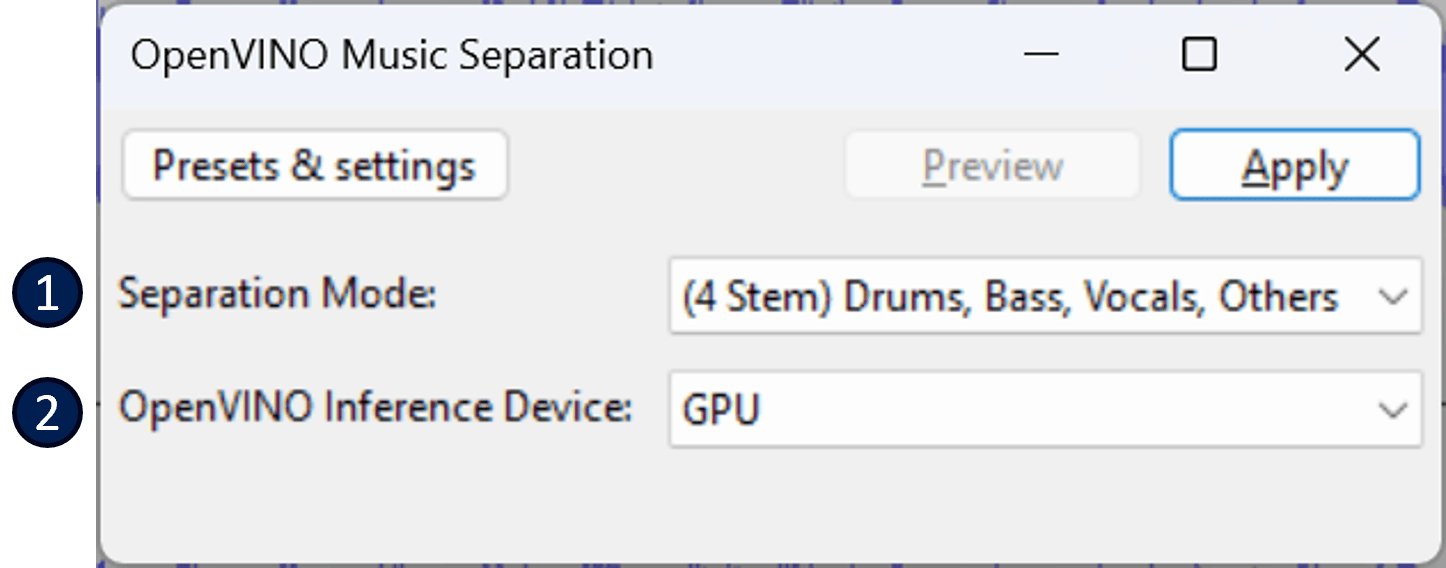 OpenVINO Music Separation
Presets & settings Preview Apply
1 Separation Mode: (4 Stem) Drums, Bass, Vocals, Others
2 OpenVINO Inference Device: GPU